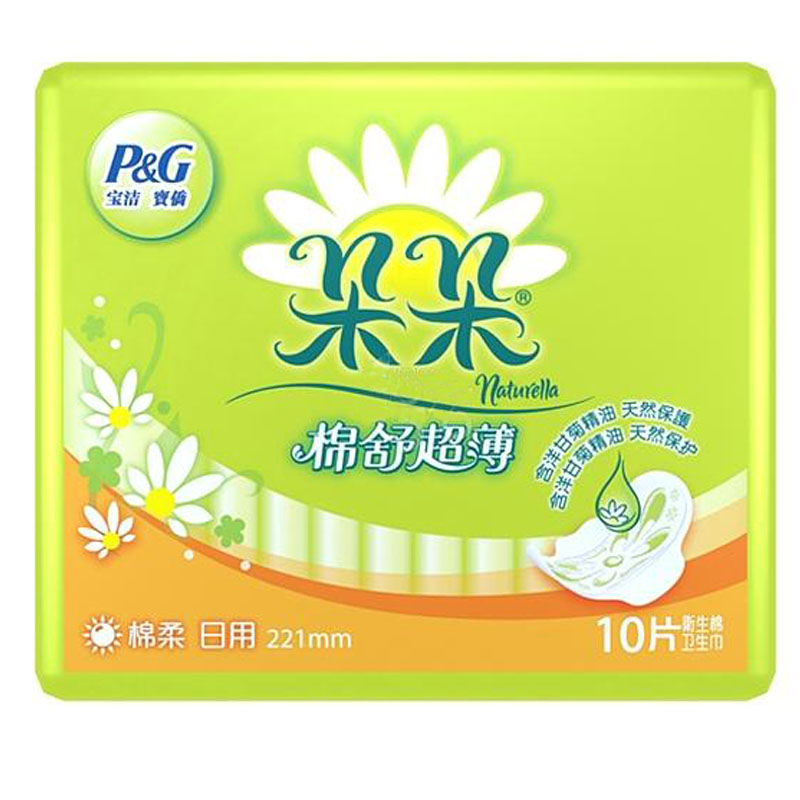 P&G
宝洁 寶僑
朵朵®
naturella
棉舒超薄
含洋甘菊精油 天然保護
含洋甘菊精油 天然保护
棉柔 日用 221mm
10片
衛生棉
卫生巾